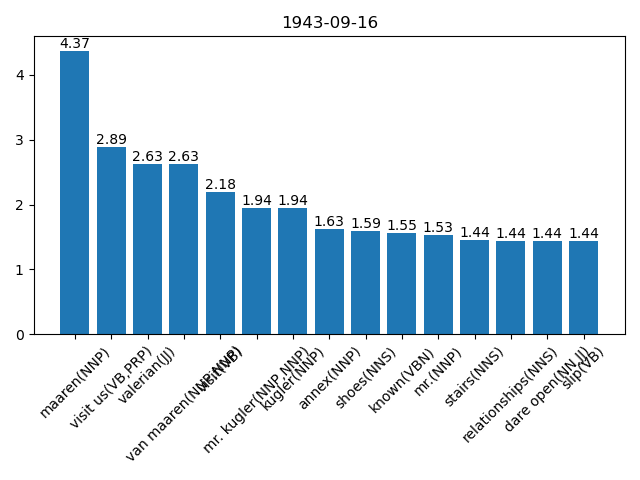 1943-09-16
4.37
2.89
2.63
2.63
2.18
1.94
1.94
1.63
1.59
1.55
1.53
1.44
1.44
1.44
1.44
4
3
2
1
0
maaren(NNP)
visit us(VB,PRP)
valerian(JJ)
van maaren(NNP,NNP)
visit(VB)
mr. kugler(NNP,NNP)
kugler(NNP)
annex(NNP)
shoes(NNS)
known(VBN)
mr.(NNP)
stairs(NNS)
relationships(NNS)
dare open(NN,JJ)
slip(VB)